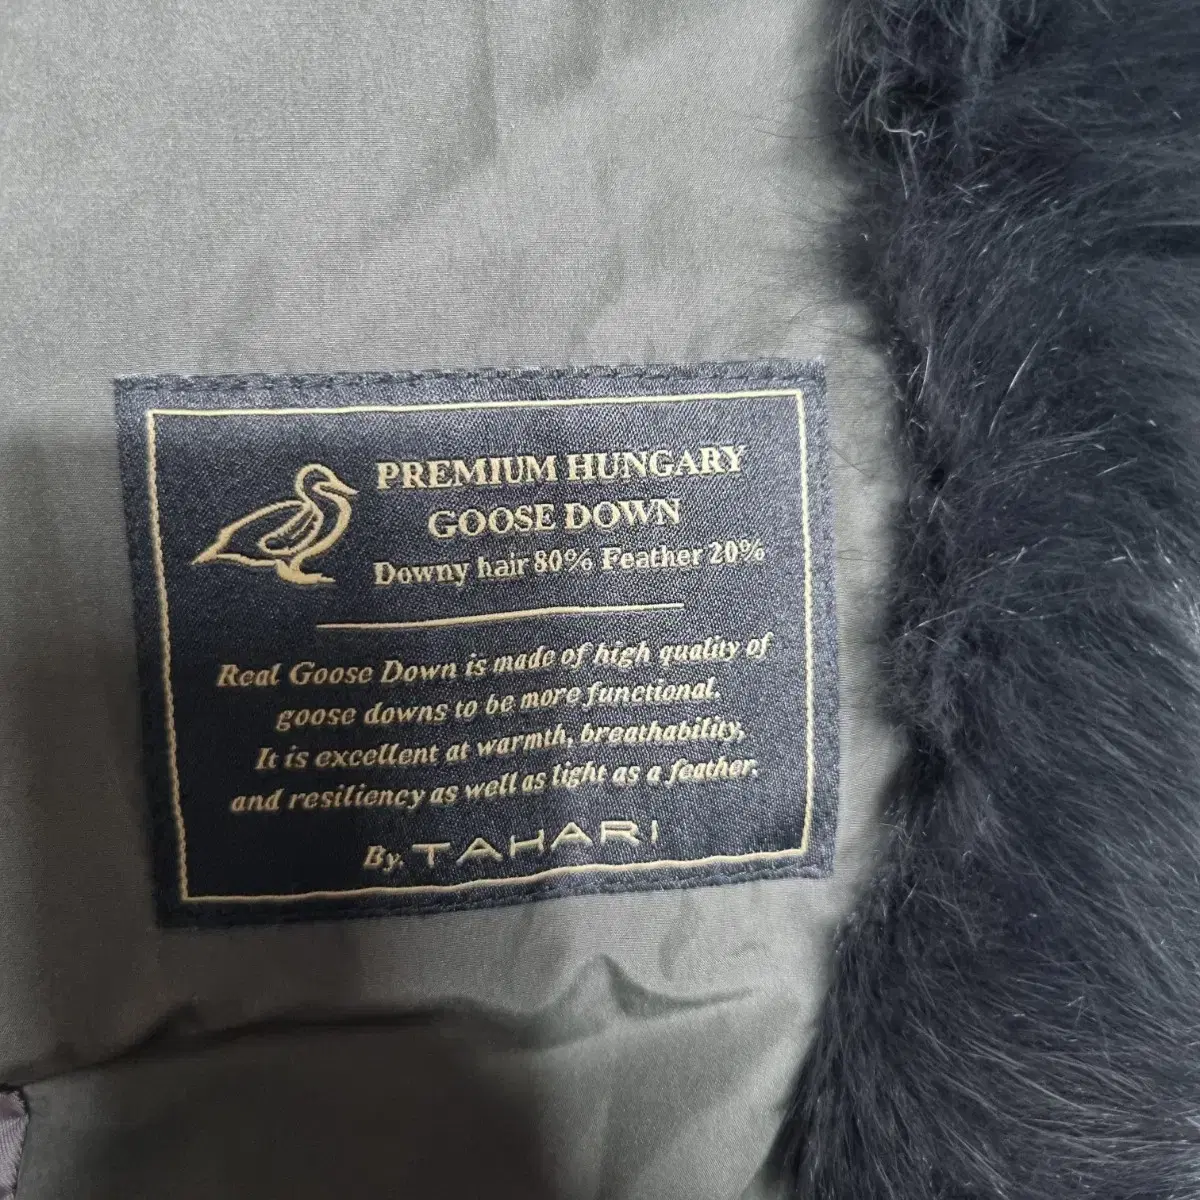 PREMIUM HUNGARY
GOOSE DOWN
Downy hair 80% Feather 20%
Real Goose Down is made of high quality of
goose downs to be more functional.
It is excellent at warmth, breathability,
and resiliency as well as light as a feather.
By. TAHARI